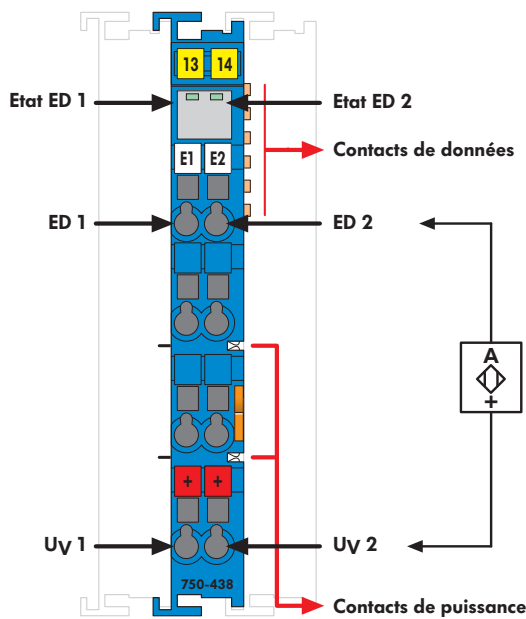 13 14
Etat ED 1 Etat ED 2
Contacts de données
E1 E2
ED 1 ED 2
A
+
+ +
UV 1 UV 2
750-438
Contacts de puissance